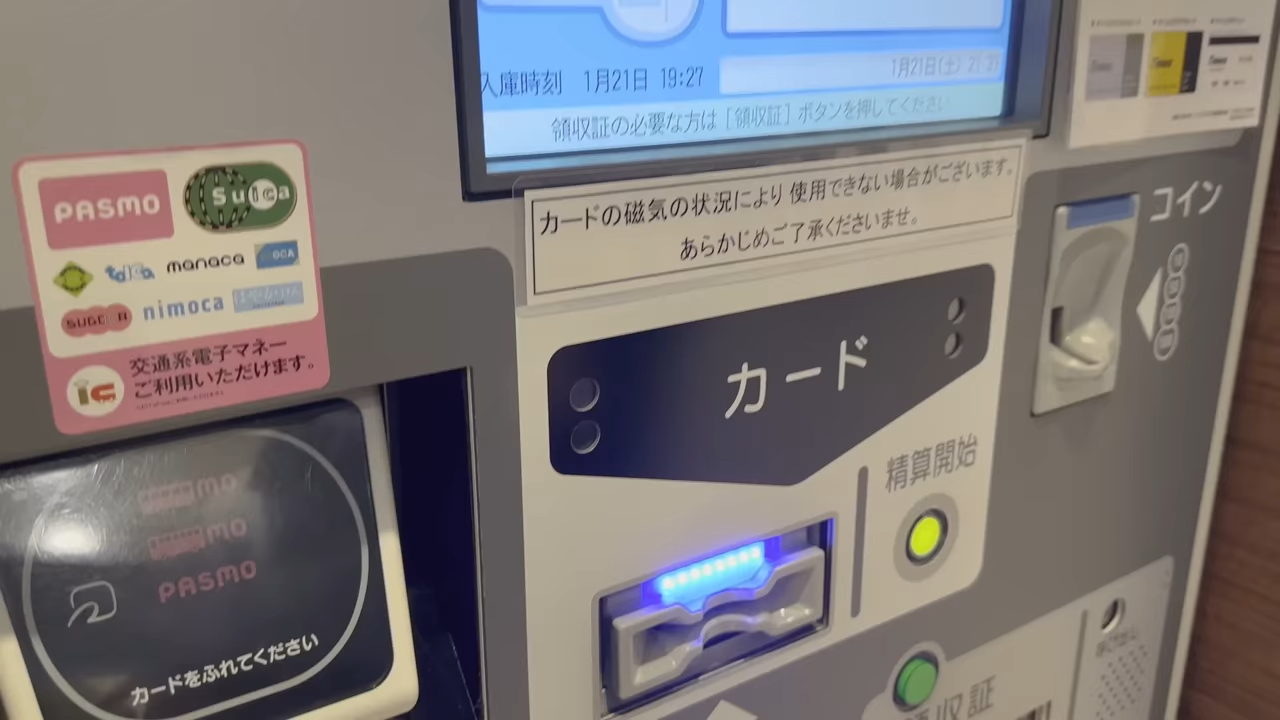 入庫時刻 1月21日 19:27
1月21日(土)
領収証の必要な方は [領収証] ボタンを押してください
カードの磁気の状況により 使用できない場合がございます。
あらかじめご了承くださいませ。
PASMO
Suica
manaca
SUGOCA
nimoca
はやかけん
交通系電子マネー
ご利用いただけます。
コイン
カード
精算開始
PASMO
カードをふれてください
領収証